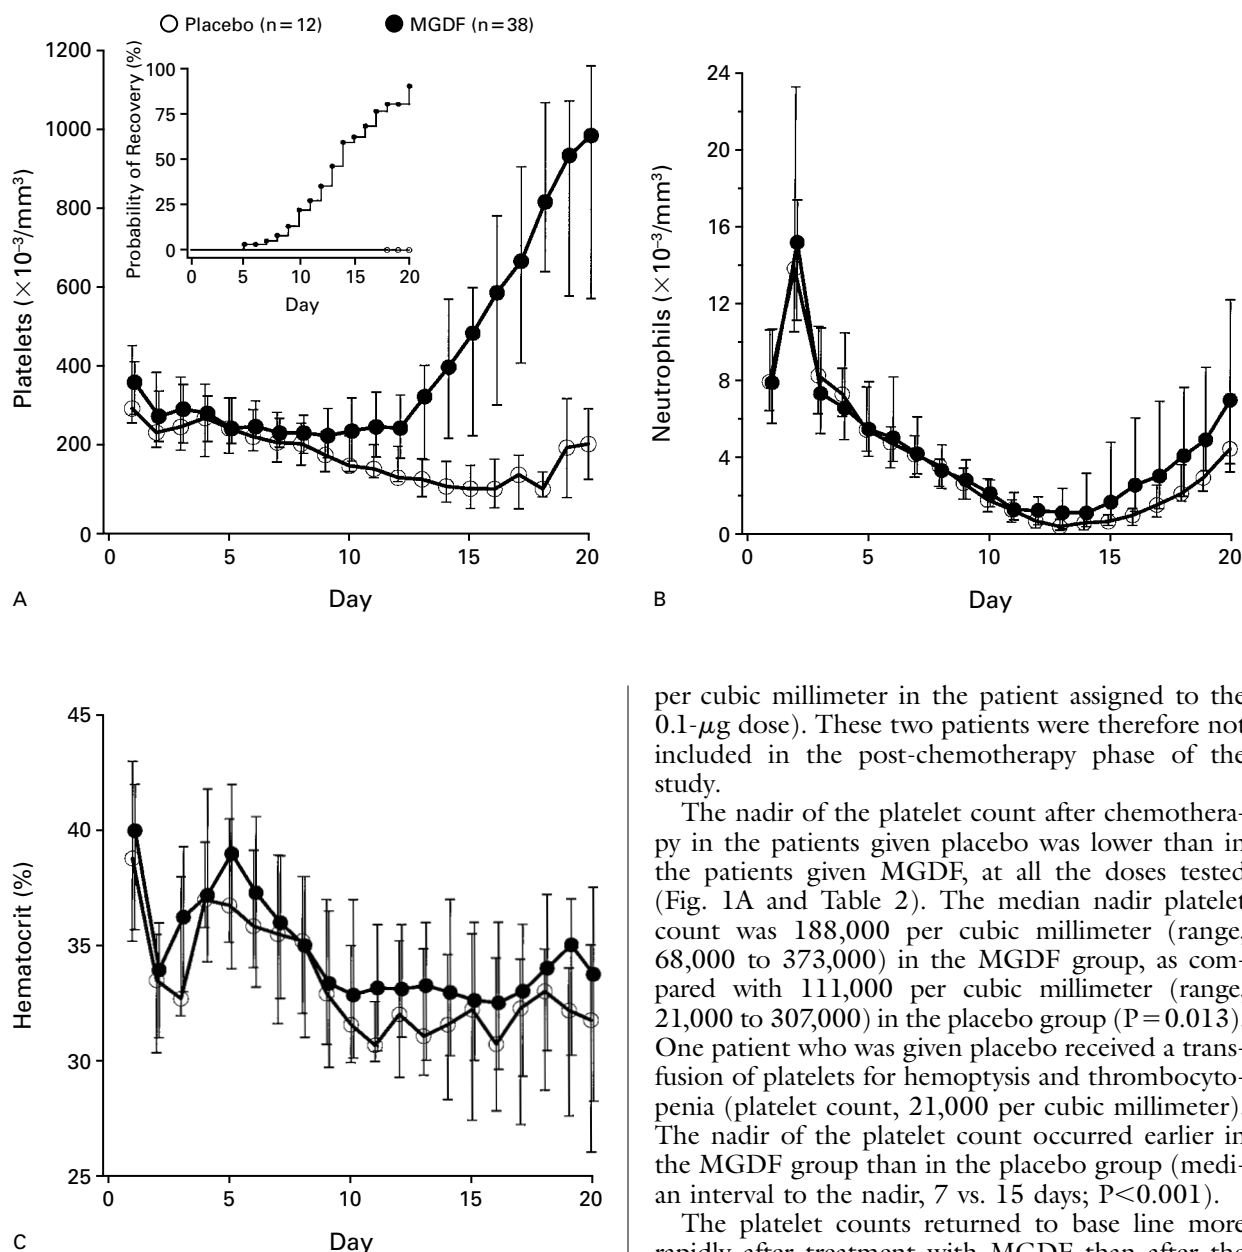 Placebo (n=12) MGDF (n=38)
Platelets (×10⁻³/mm³)
1200
1000
800
600
400
200
0
0 5 10 15 20
Day
A
Probability of Recovery (%)
100
75
50
25
0
0 5 10 15 20
Day
Neutrophils (×10⁻³/mm³)
24
20
16
12
8
4
0
0 5 10 15 20
Day
B
Hematocrit (%)
45
40
35
30
25
0 5 10 15 20
Day
C
per cubic millimeter in the patient assigned to the
0.1-μg dose). These two patients were therefore not
included in the post-chemotherapy phase of the
study.
The nadir of the platelet count after chemothera-
py in the patients given placebo was lower than in
the patients given MGDF, at all the doses tested
(Fig. 1A and Table 2). The median nadir platelet
count was 188,000 per cubic millimeter (range,
68,000 to 373,000) in the MGDF group, as com-
pared with 111,000 per cubic millimeter (range,
21,000 to 307,000) in the placebo group (P=0.013).
One patient who was given placebo received a trans-
fusion of platelets for hemoptysis and thrombocyto-
penia (platelet count, 21,000 per cubic millimeter).
The nadir of the platelet count occurred earlier in
the MGDF group than in the placebo group (medi-
an interval to the nadir, 7 vs. 15 days; P<0.001).
The platelet counts returned to base line more
rapidly after treatment with MGDF than after the